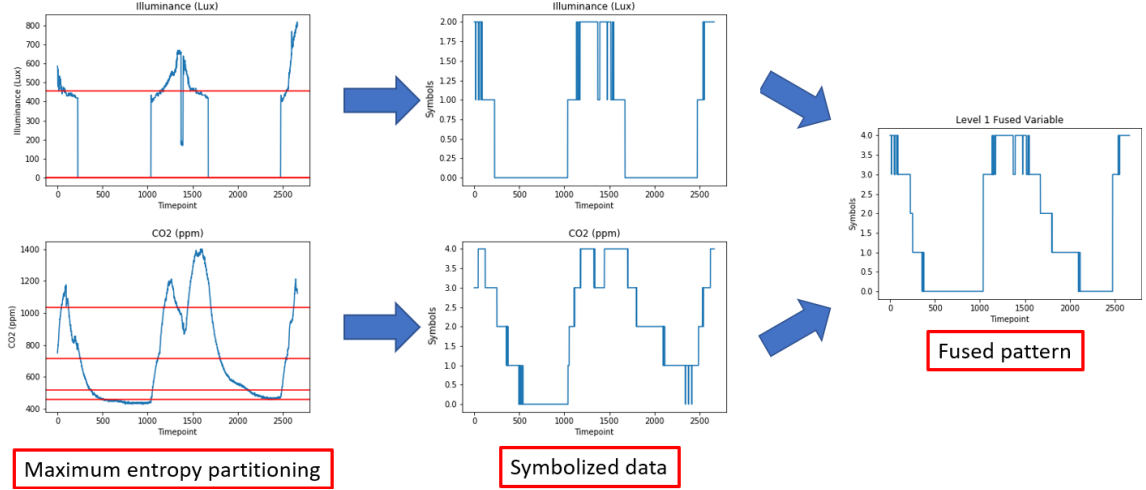 Illuminance (Lux)
800
700
600
500
400
300
200
100
0
Illuminance (Lux)
0 500 1000 1500 2000 2500
Timepoint
Illuminance (Lux)
2.00
1.75
1.50
1.25
1.00
0.75
0.50
0.25
0.00
Symbols
0 500 1000 1500 2000 2500
Timepoint
Level 1 Fused Variable
4.0
3.5
3.0
2.5
2.0
1.5
1.0
0.5
0.0
Symbols
0 500 1000 1500 2000 2500
Timepoint
Fused pattern
CO2 (ppm)
1400
1200
1000
800
600
400
CO2 (ppm)
0 500 1000 1500 2000 2500
Timepoint
CO2 (ppm)
4.0
3.5
3.0
2.5
2.0
1.5
1.0
0.5
0.0
Symbols
0 500 1000 1500 2000 2500
Timepoint
Maximum entropy partitioning
Symbolized data